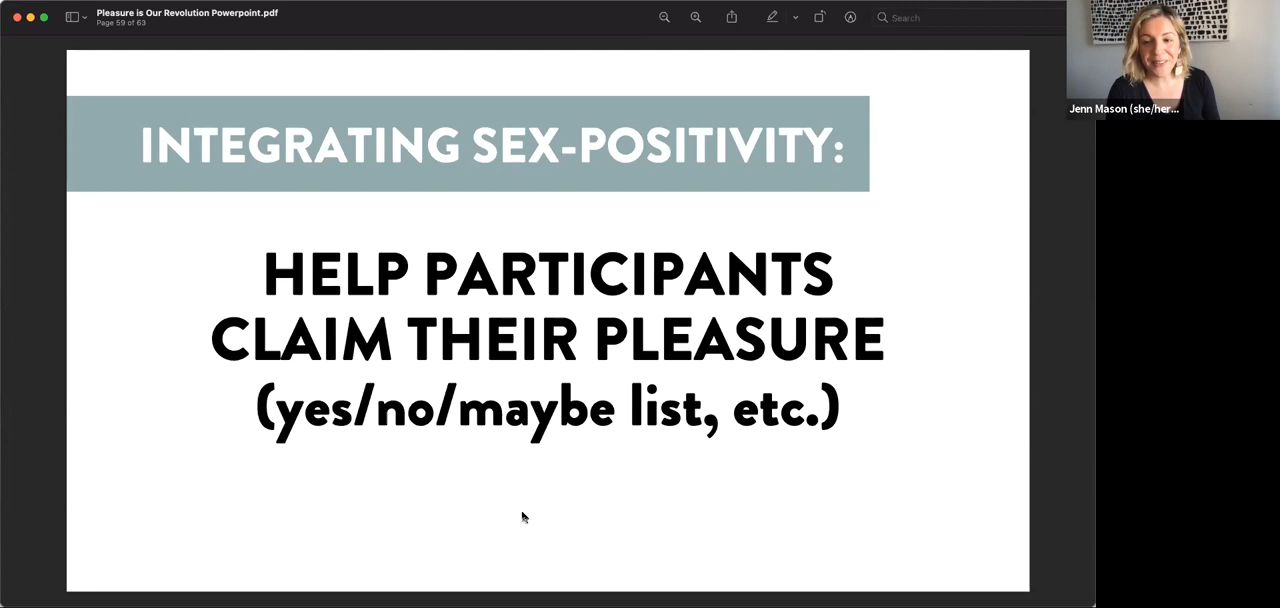 Pleasure is Our Revolution Powerpoint.pdf
Page 59 of 63
Search
Jenn Mason (she/her...
INTEGRATING SEX-POSITIVITY:
HELP PARTICIPANTS
CLAIM THEIR PLEASURE
(yes/no/maybe list, etc.)